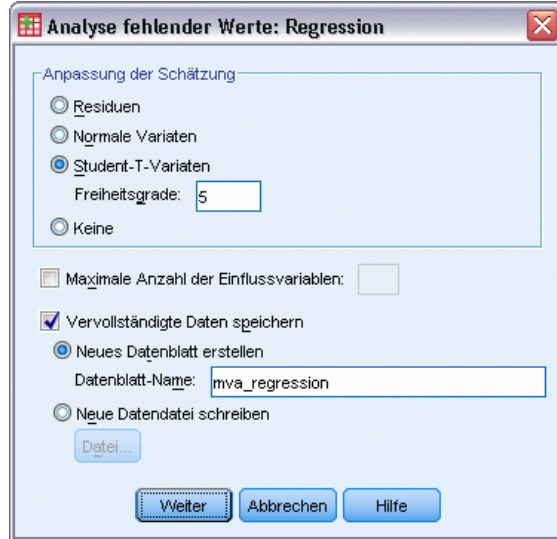 Analyse fehlender Werte: Regression
Anpassung der Schätzung
Residuen
Normale Variaten
Student-T-Variaten
Freiheitsgrade: 5
Keine
Maximale Anzahl der Einflussvariablen:
Vervollständigte Daten speichern
Neues Datenblatt erstellen
Datenblatt-Name: mva_regression
Neue Datendatei schreiben
Datei...
Weiter Abbrechen Hilfe